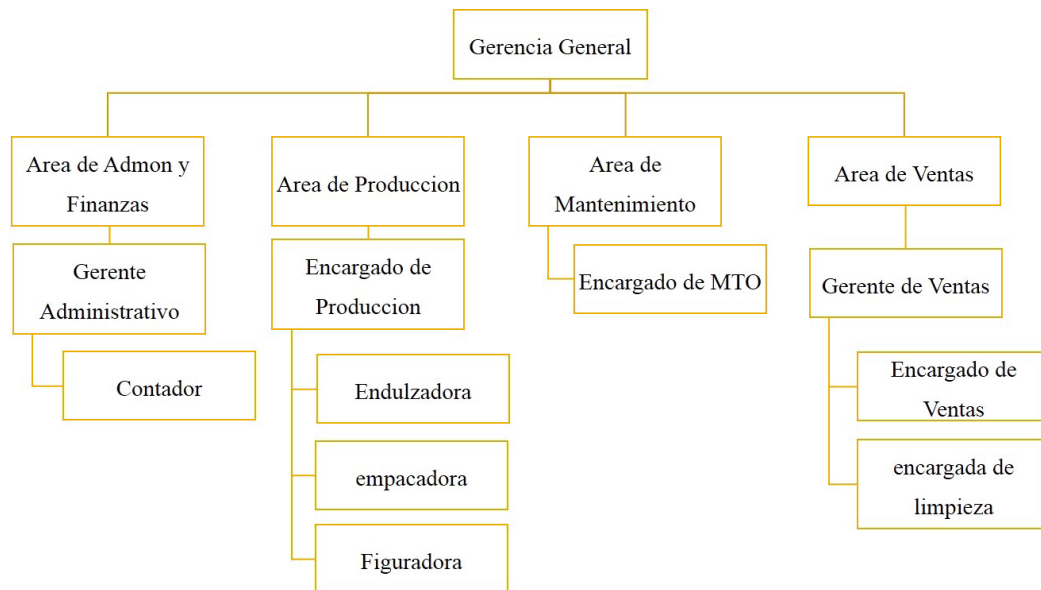 Gerencia General
Area de Admon y
Finanzas
Area de Produccion
Area de
Mantenimiento
Area de Ventas
Gerente
Administrativo
Encargado de
Produccion
Encargado de MTO
Gerente de Ventas
Contador
Endulzadora
empacadora
Figuradora
Encargado de
Ventas
encargada de
limpieza